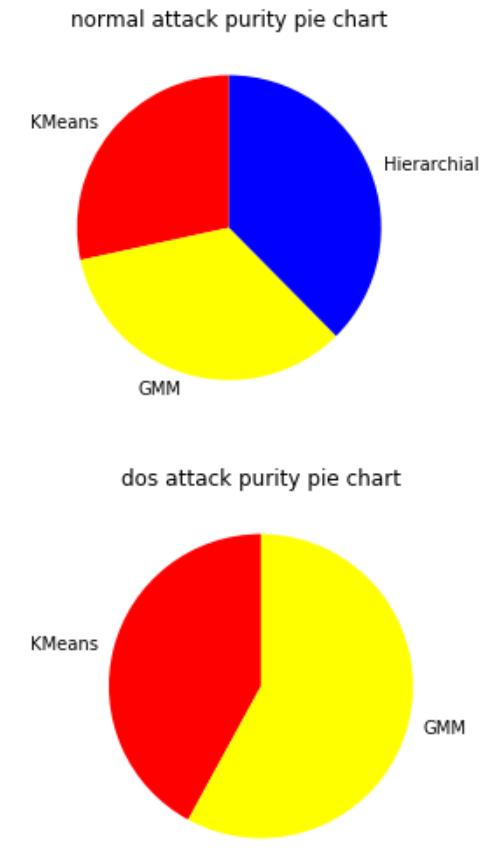 normal attack purity pie chart
KMeans
Hierarchial
GMM
dos attack purity pie chart
KMeans
GMM